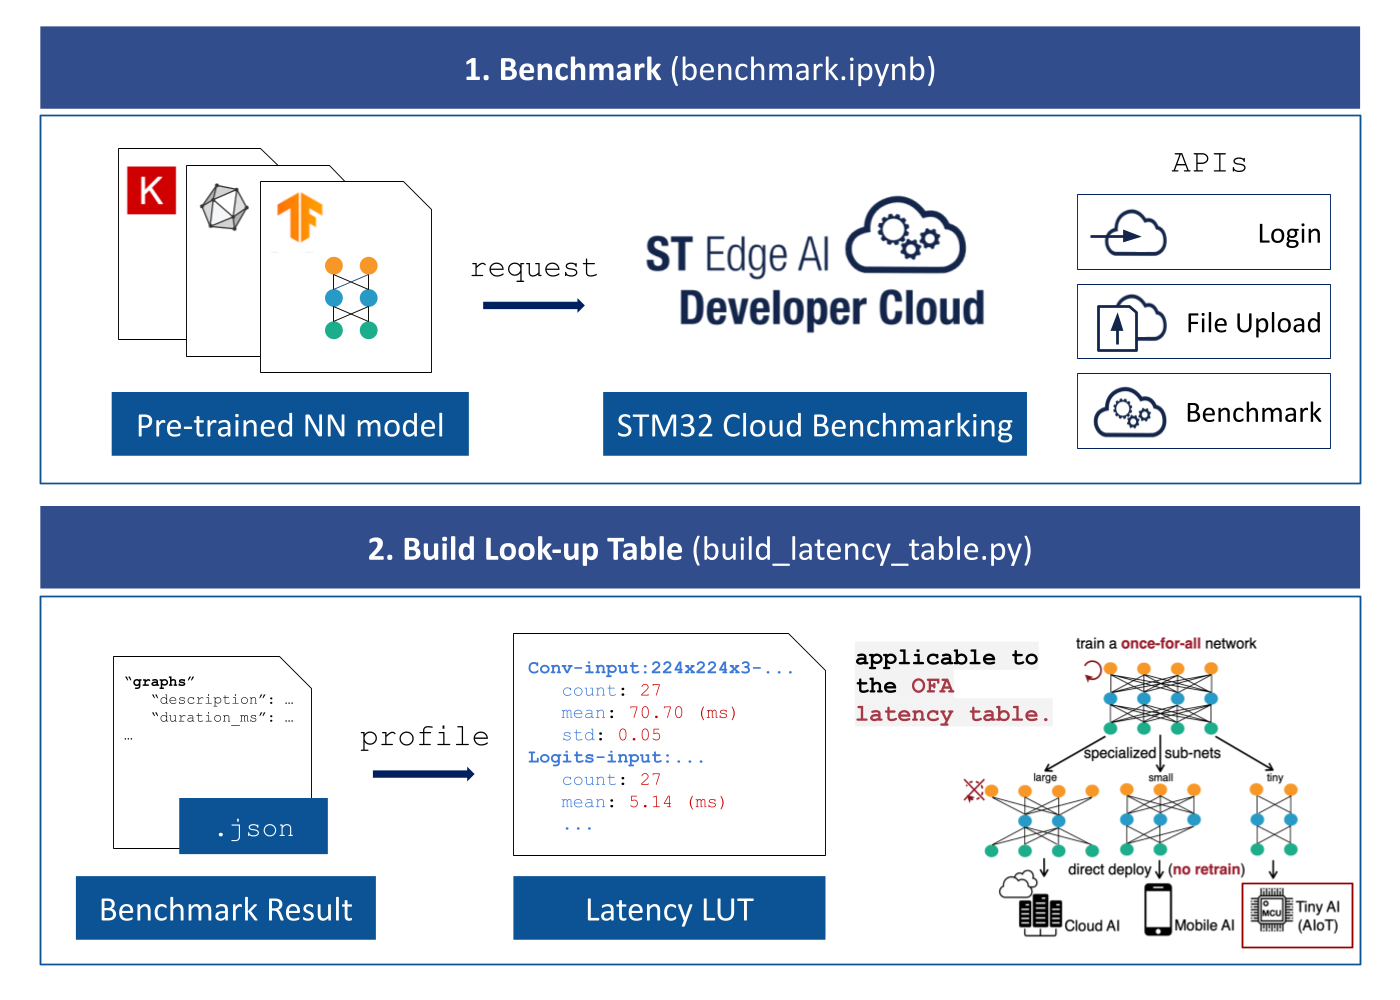 1. Benchmark (benchmark.ipynb)
K
TF
request
ST Edge AI
Developer Cloud
Pre-trained NN model
STM32 Cloud Benchmarking
APIs
Login
File Upload
Benchmark
2. Build Look-up Table (build_latency_table.py)
“graphs”
“description”: …
“duration_ms”: …
…
.json
Benchmark Result
profile
Conv-input:224x224x3-...
count: 27
mean: 70.70 (ms)
std: 0.05
Logits-input:...
count: 27
mean: 5.14 (ms)
...
Latency LUT
applicable to
the OFA
latency table.
train a once-for-all network
specialized sub-nets
large
small
tiny
direct deploy (no retrain)
Cloud AI
Mobile AI
MCU
Tiny AI
(AIoT)